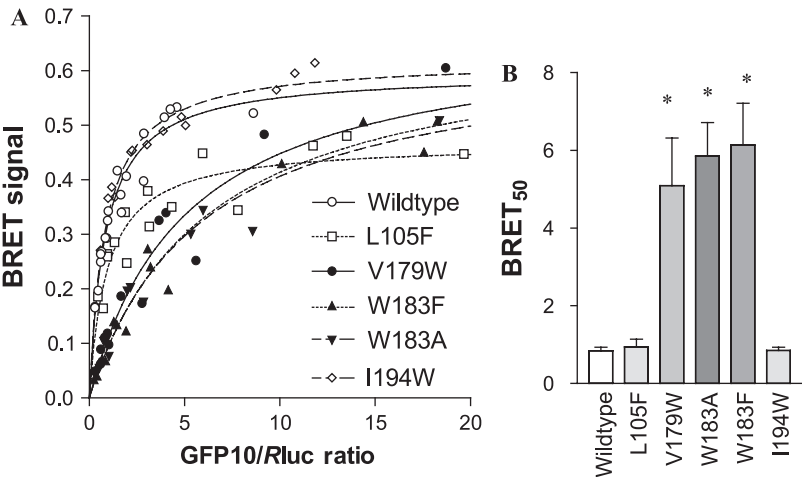 A
BRET signal
0.7
0.6
0.5
0.4
0.3
0.2
0.1
0.0
0
5
10
15
20
GFP10/Rluc ratio
Wildtype
L105F
V179W
W183F
W183A
I194W
B
BRET50
8
6
4
2
0
*
*
*
Wildtype
L105F
V179W
W183A
W183F
I194W